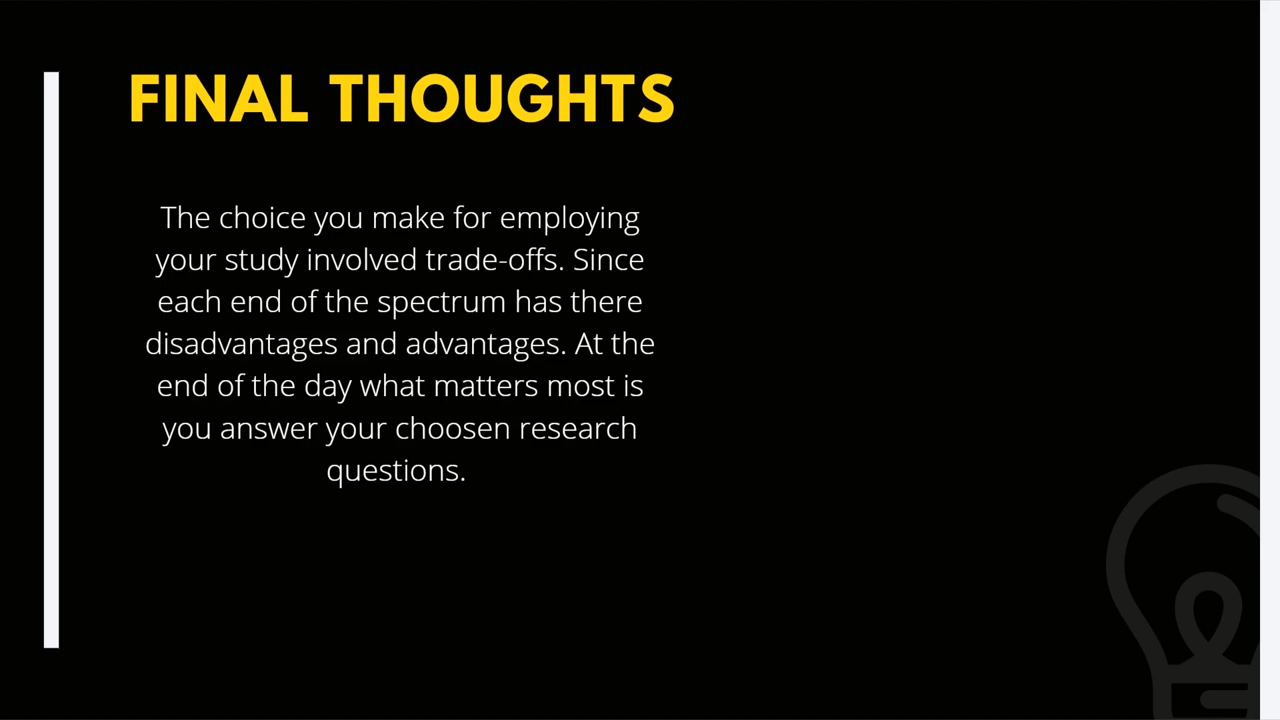 FINAL THOUGHTS
The choice you make for employing
your study involved trade-offs. Since
each end of the spectrum has there
disadvantages and advantages. At the
end of the day what matters most is
you answer your choosen research
questions.